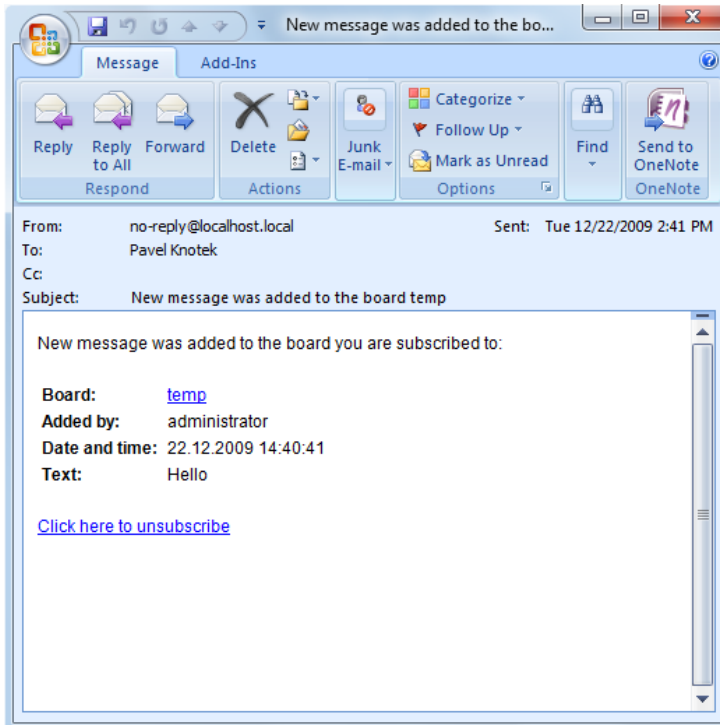 New message was added to the bo...
Message Add-Ins
Reply Reply to All Forward Delete Junk E-mail Categorize Follow Up Mark as Unread Find Send to OneNote
Respond Actions Options OneNote
From: no-reply@localhost.local Sent: Tue 12/22/2009 2:41 PM
To: Pavel Knotek
Cc:
Subject: New message was added to the board temp
New message was added to the board you are subscribed to:
Board: temp
Added by: administrator
Date and time: 22.12.2009 14:40:41
Text: Hello
Click here to unsubscribe